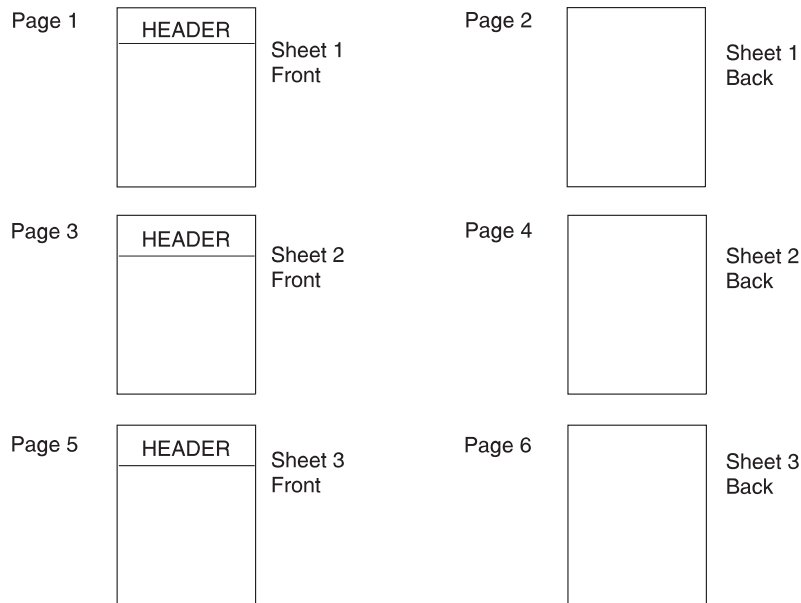 Page 1
HEADER
Sheet 1
Front
Page 2
Sheet 1
Back
Page 3
HEADER
Sheet 2
Front
Page 4
Sheet 2
Back
Page 5
HEADER
Sheet 3
Front
Page 6
Sheet 3
Back